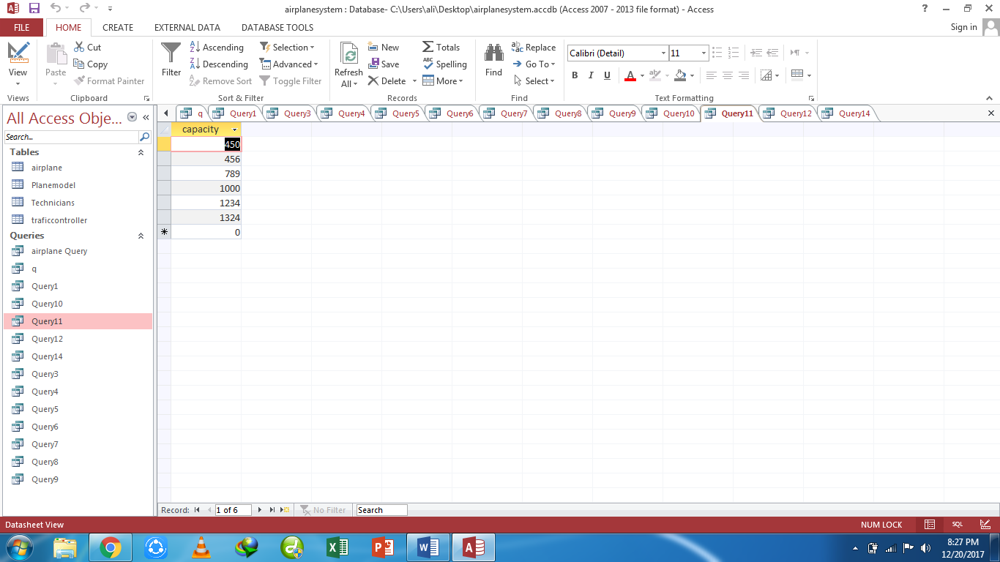 airplanesystem : Database- C:\Users\ali\Desktop\airplanesystem.accdb (Access 2007 - 2013 file format) - Access
FILE HOME CREATE EXTERNAL DATA DATABASE TOOLS Sign in
View
Views
Paste
Cut
Copy
Format Painter
Clipboard
Filter
Ascending
Descending
Remove Sort
Selection
Advanced
Toggle Filter
Sort & Filter
Refresh
All
New
Save
Delete
Totals
Spelling
More
Records
Find
Replace
Go To
Select
Find
Calibri (Detail) 11
B I U A
Text Formatting
All Access Obje...
Search...
Tables
airplane
Planemodel
Technicians
traficcontroller
Queries
airplane Query
q
Query1
Query10
Query11
Query12
Query14
Query3
Query4
Query5
Query6
Query7
Query8
Query9
q Query1 Query3 Query4 Query5 Query6 Query7 Query8 Query9 Query10 Query11 Query12 Query14
capacity
450
456
789
1000
1234
1324
0
Record: 1 of 6 No Filter Search
Datasheet View NUM LOCK SQL
8:27 PM
12/20/2017